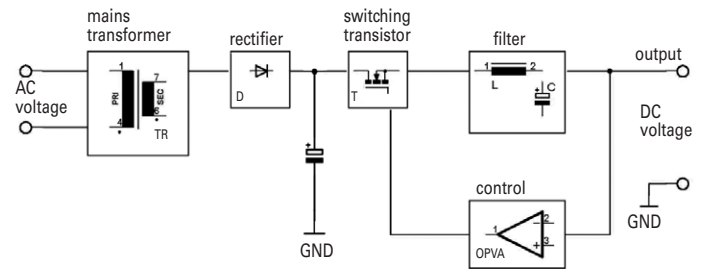 mains
transformer
rectifier
switching
transistor
filter
output
AC
voltage
1
7
PRI
SEC
4
6
TR
D
T
1
2
L
+
C
DC
voltage
+
GND
control
1
-
2
+
3
OPVA
GND